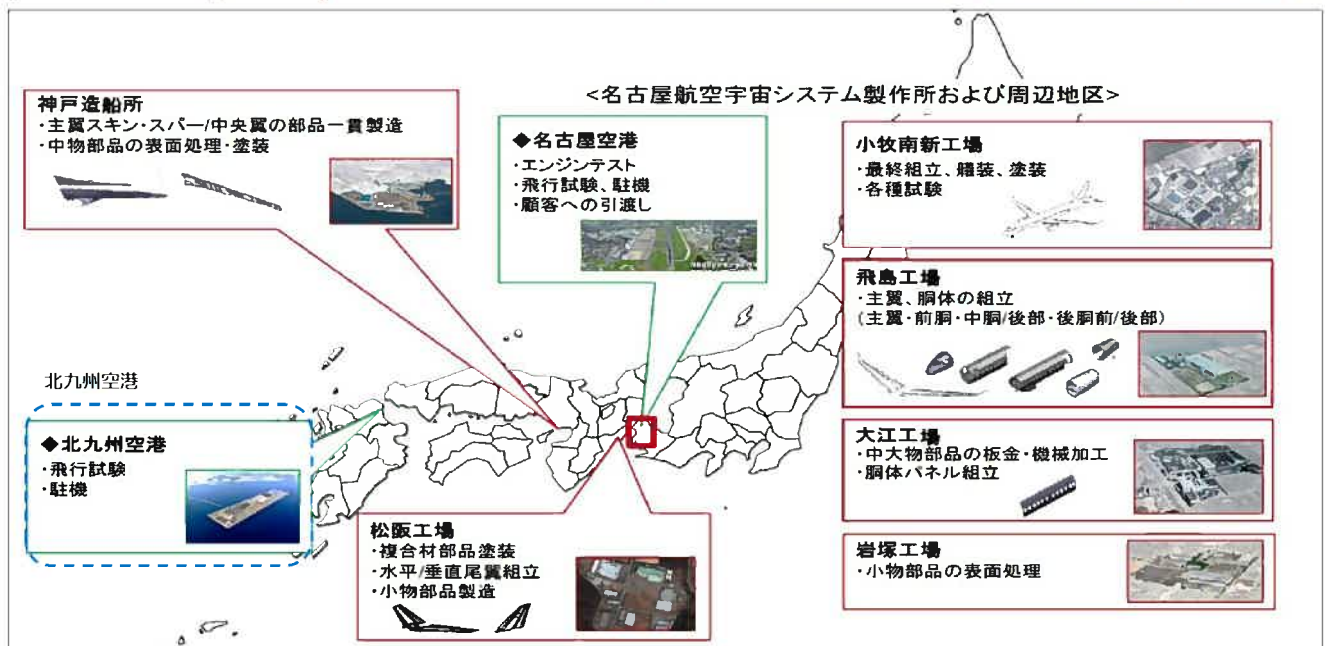 <名古屋航空宇宙システム製作所および周辺地区>
神戸造船所
・主翼スキン・スパー/中央翼の部品一貫製造
・中物部品の表面処理・塗装
◆名古屋空港
・エンジンテスト
・飛行試験、駐機
・顧客への引渡し
小牧南新工場
・最終組立、艤装、塗装
・各種試験
飛島工場
・主翼、胴体の組立
(主翼・前胴・中胴/後部・後胴前/後部)
北九州空港
◆北九州空港
・飛行試験
・駐機
大江工場
・中大物部品の板金・機械加工
・胴体パネル組立
松阪工場
・複合材部品塗装
・水平/垂直尾翼組立
・小物部品製造
岩塚工場
・小物部品の表面処理